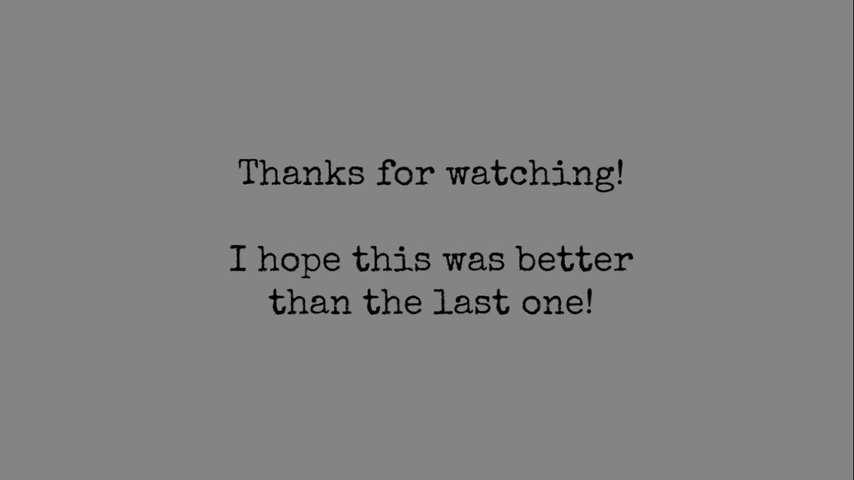 Thanks for watching!
I hope this was better
than the last one!